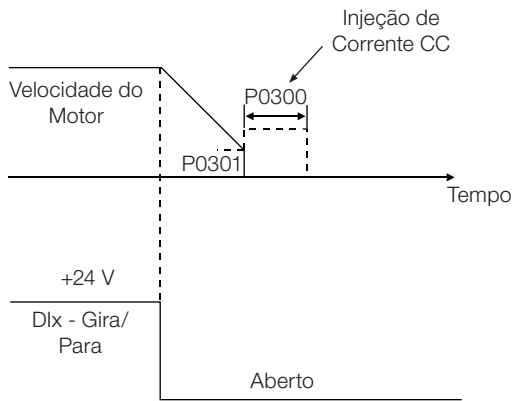 Injeção de
Corrente CC
Velocidade do
Motor
P0300
P0301
Tempo
+24 V
DIx - Gira/
Para
Aberto